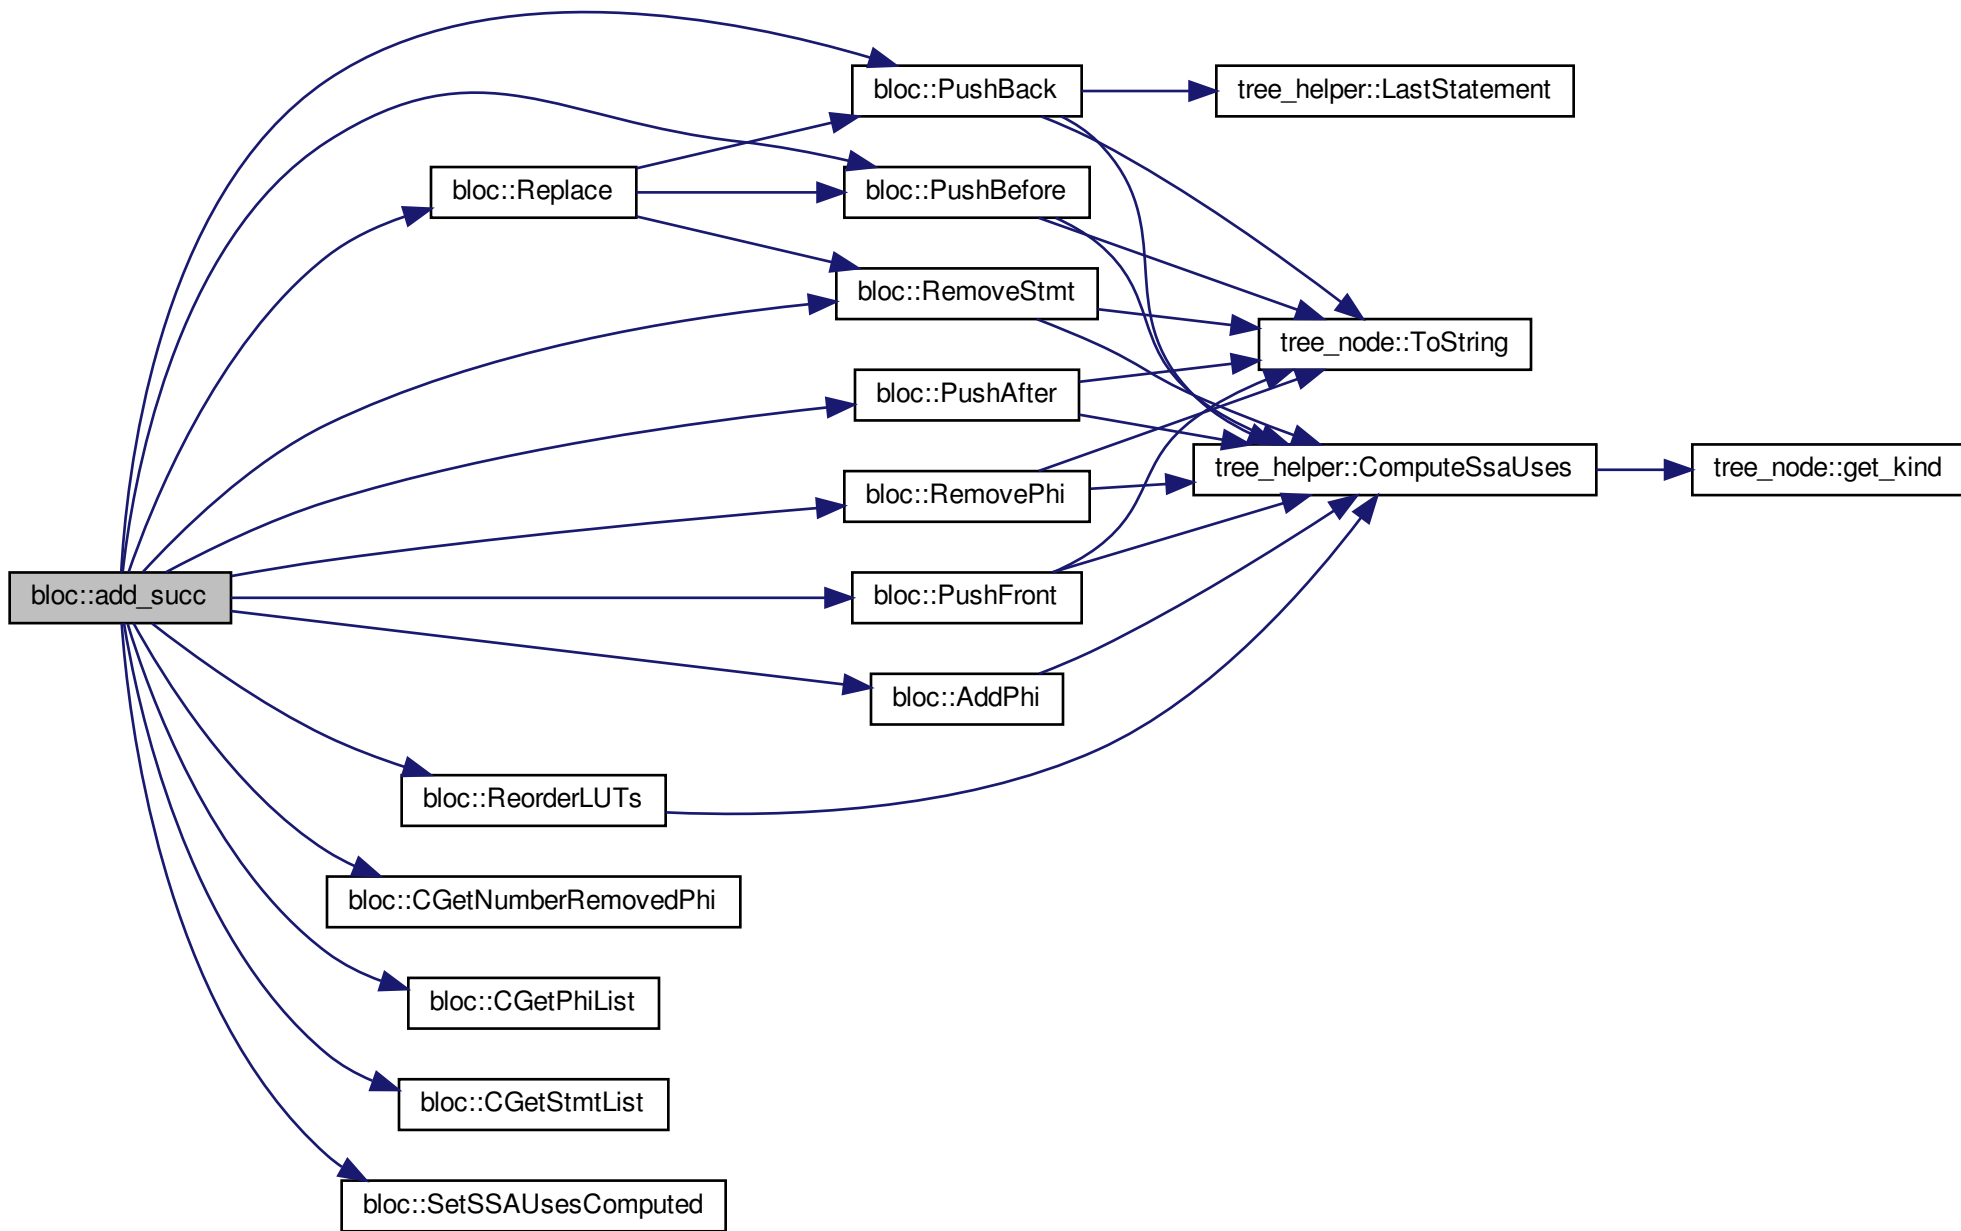 bloc::PushBack
tree_helper::LastStatement
bloc::Replace
bloc::PushBefore
bloc::RemoveStmt
tree_node::ToString
bloc::PushAfter
tree_helper::ComputeSsaUses
tree_node::get_kind
bloc::RemovePhi
bloc::add_succ
bloc::PushFront
bloc::AddPhi
bloc::ReorderLUTs
bloc::CGetNumberRemovedPhi
bloc::CGetPhiList
bloc::CGetStmtList
bloc::SetSSAUsesComputed